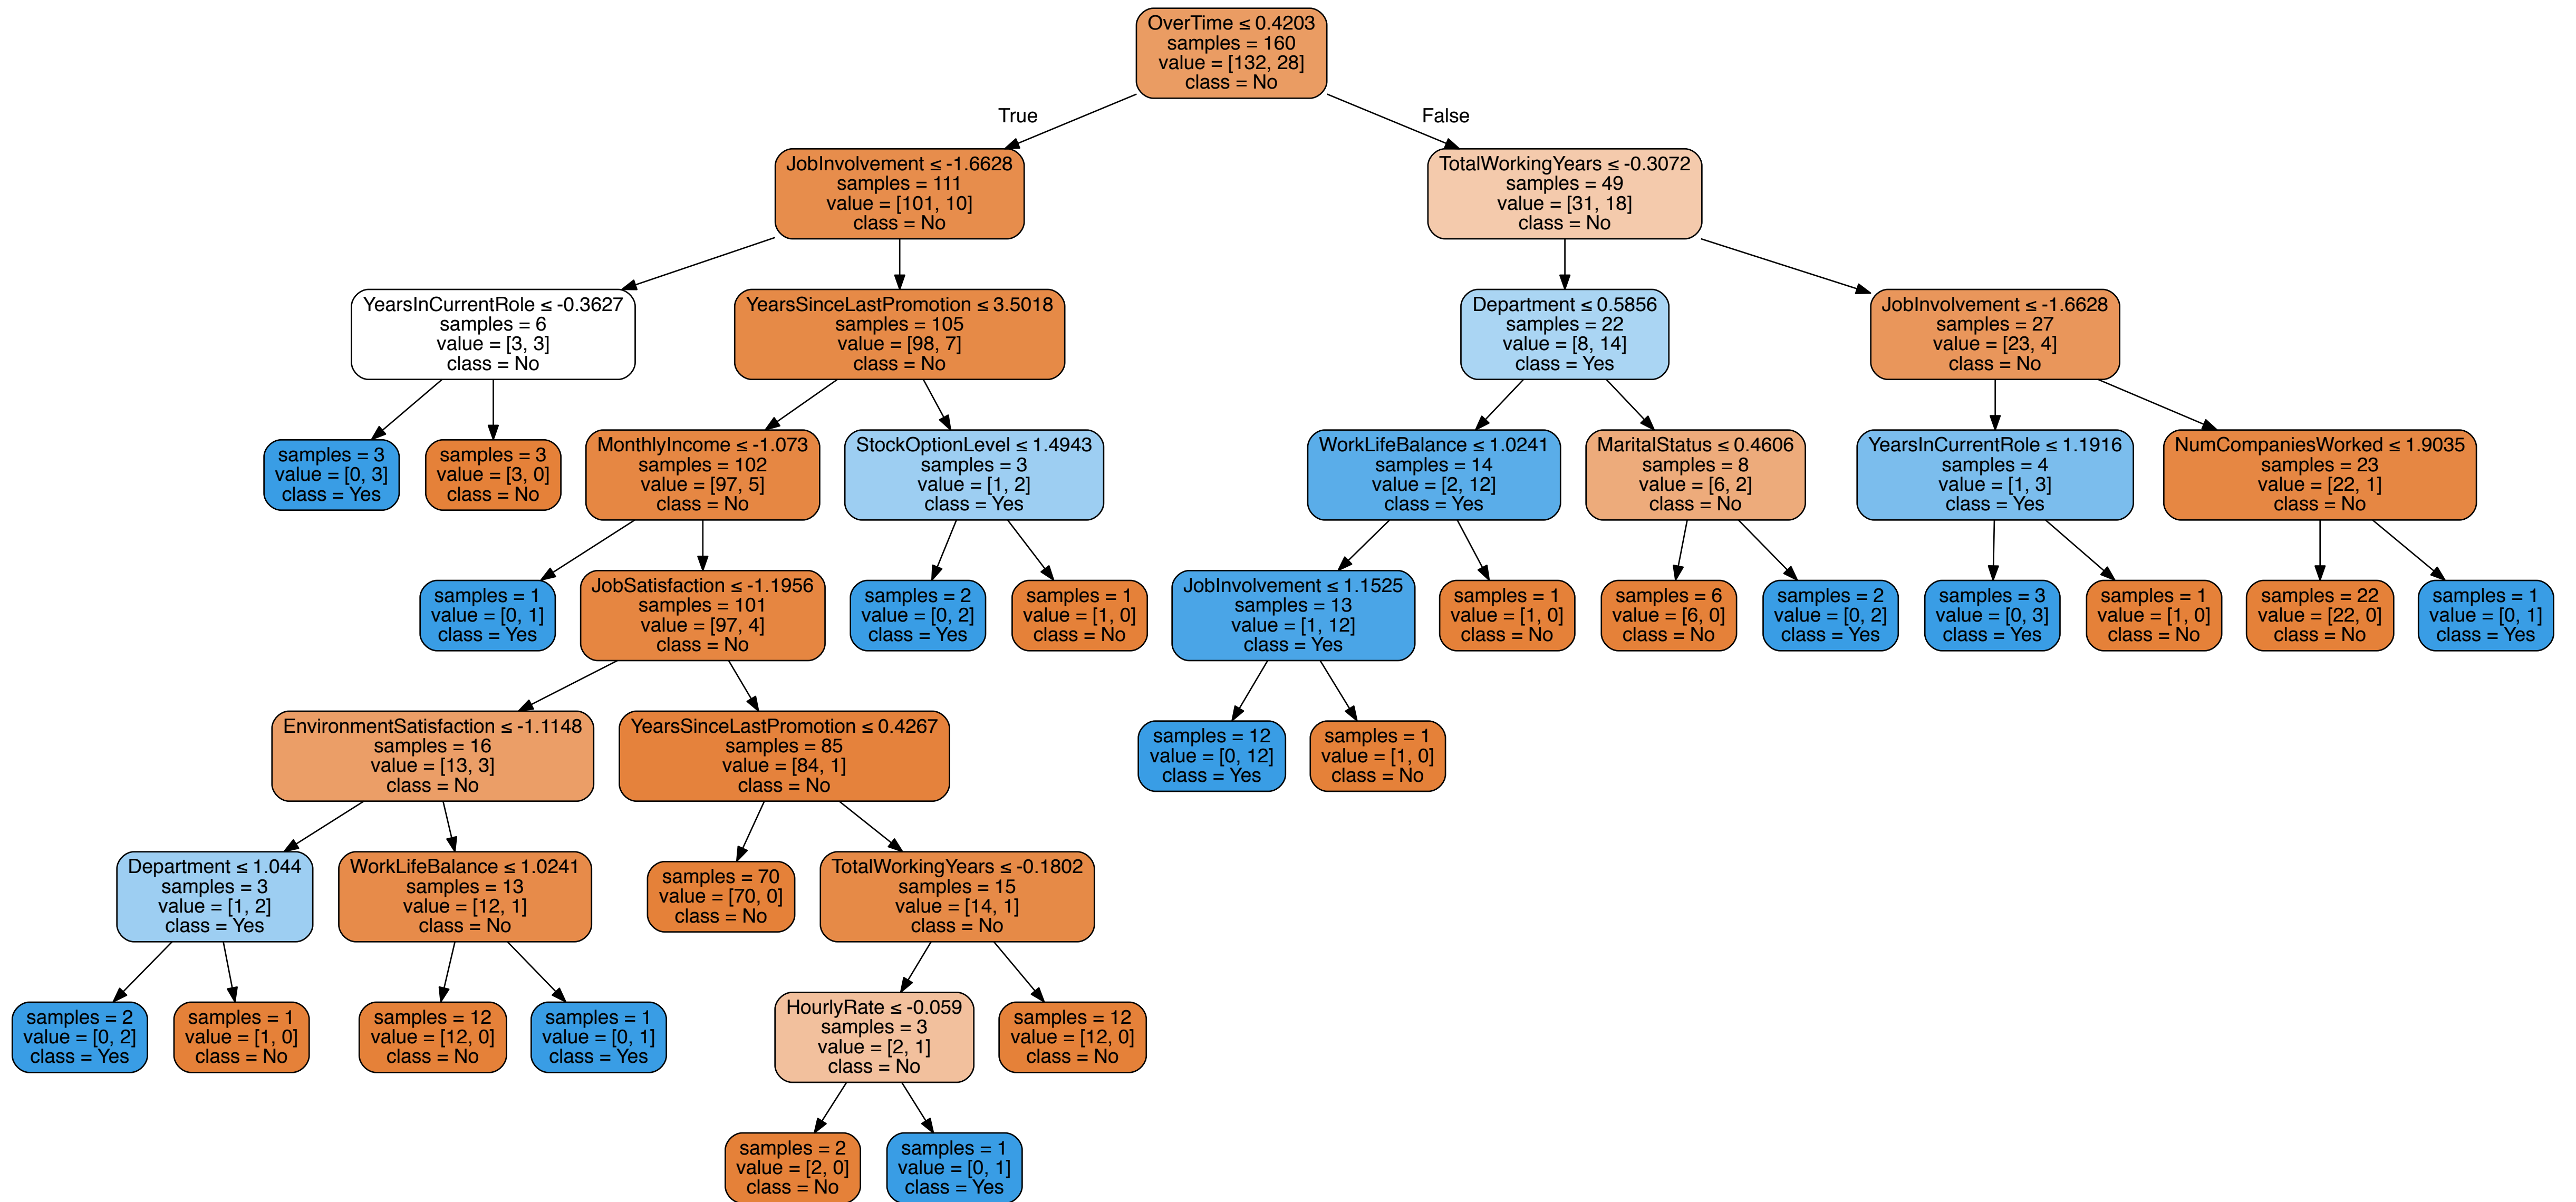 OverTime ≤ 0.4203
samples = 160
value = [132, 28]
class = No
True
False
JobInvolvement ≤ -1.6628
samples = 111
value = [101, 10]
class = No
TotalWorkingYears ≤ -0.3072
samples = 49
value = [31, 18]
class = No
YearsInCurrentRole ≤ -0.3627
samples = 6
value = [3, 3]
class = No
YearsSinceLastPromotion ≤ 3.5018
samples = 105
value = [98, 7]
class = No
Department ≤ 0.5856
samples = 22
value = [8, 14]
class = Yes
JobInvolvement ≤ -1.6628
samples = 27
value = [23, 4]
class = No
samples = 3
value = [0, 3]
class = Yes
samples = 3
value = [3, 0]
class = No
MonthlyIncome ≤ -1.073
samples = 102
value = [97, 5]
class = No
StockOptionLevel ≤ 1.4943
samples = 3
value = [1, 2]
class = Yes
WorkLifeBalance ≤ 1.0241
samples = 14
value = [2, 12]
class = Yes
MaritalStatus ≤ 0.4606
samples = 8
value = [6, 2]
class = No
YearsInCurrentRole ≤ 1.1916
samples = 4
value = [1, 3]
class = Yes
NumCompaniesWorked ≤ 1.9035
samples = 23
value = [22, 1]
class = No
samples = 1
value = [0, 1]
class = Yes
JobSatisfaction ≤ -1.1956
samples = 101
value = [97, 4]
class = No
samples = 2
value = [0, 2]
class = Yes
samples = 1
value = [1, 0]
class = No
JobInvolvement ≤ 1.1525
samples = 13
value = [1, 12]
class = Yes
samples = 1
value = [1, 0]
class = No
samples = 6
value = [6, 0]
class = No
samples = 2
value = [0, 2]
class = Yes
samples = 3
value = [0, 3]
class = Yes
samples = 1
value = [1, 0]
class = No
samples = 22
value = [22, 0]
class = No
samples = 1
value = [0, 1]
class = Yes
EnvironmentSatisfaction ≤ -1.1148
samples = 16
value = [13, 3]
class = No
YearsSinceLastPromotion ≤ 0.4267
samples = 85
value = [84, 1]
class = No
samples = 12
value = [0, 12]
class = Yes
samples = 1
value = [1, 0]
class = No
Department ≤ 1.044
samples = 3
value = [1, 2]
class = Yes
WorkLifeBalance ≤ 1.0241
samples = 13
value = [12, 1]
class = No
samples = 70
value = [70, 0]
class = No
TotalWorkingYears ≤ -0.1802
samples = 15
value = [14, 1]
class = No
samples = 2
value = [0, 2]
class = Yes
samples = 1
value = [1, 0]
class = No
samples = 12
value = [12, 0]
class = No
samples = 1
value = [0, 1]
class = Yes
HourlyRate ≤ -0.059
samples = 3
value = [2, 1]
class = No
samples = 12
value = [12, 0]
class = No
samples = 2
value = [2, 0]
class = No
samples = 1
value = [0, 1]
class = Yes